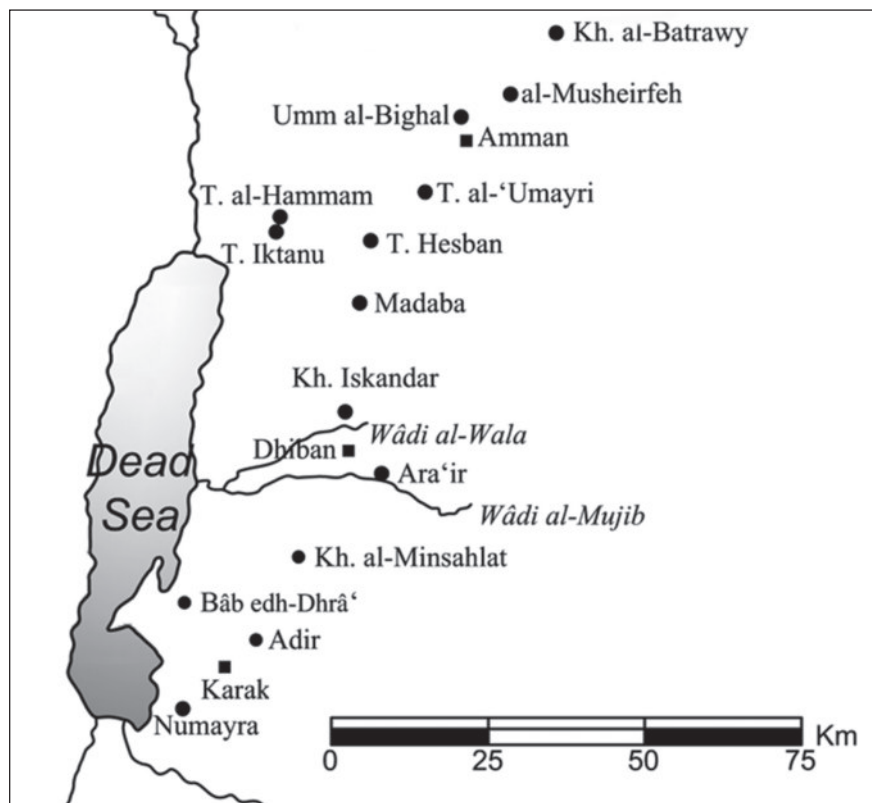 Kh. al-Batrawy
al-Musheirfeh
Umm al-Bighal
Amman
T. al-‘Umayri
T. al-Hammam
T. Iktanu
T. Hesban
Madaba
Kh. Iskandar
Wâdi al-Wala
Dhiban
Ara‘ir
Dead
Sea
Wâdi al-Mujib
Kh. al-Minsahlat
Bâb edh-Dhrâ‘
Adir
Karak
Numayra
Km
0 25 50 75